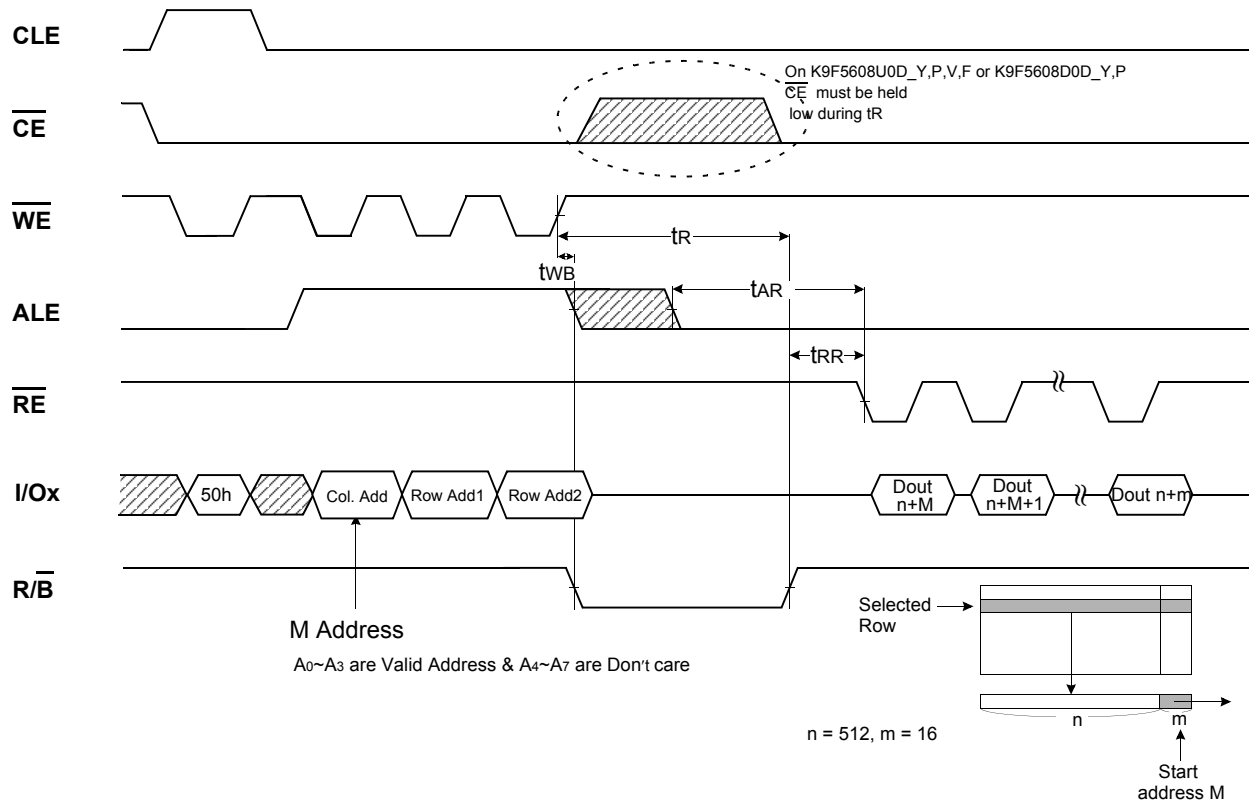 CLE
On K9F5608U0D_Y,P,V,F or K9F5608D0D_Y,P
CE must be held
low during tR
CE
WE
tR
tWB
tAR
ALE
tRR
RE
I/Ox
50h
Col. Add
Row Add1
Row Add2
Dout
n+M
Dout
n+M+1
Dout n+m
R/B
Selected
Row
M Address
A0~A3 are Valid Address & A4~A7 are Don't care
n
m
n = 512, m = 16
Start
address M